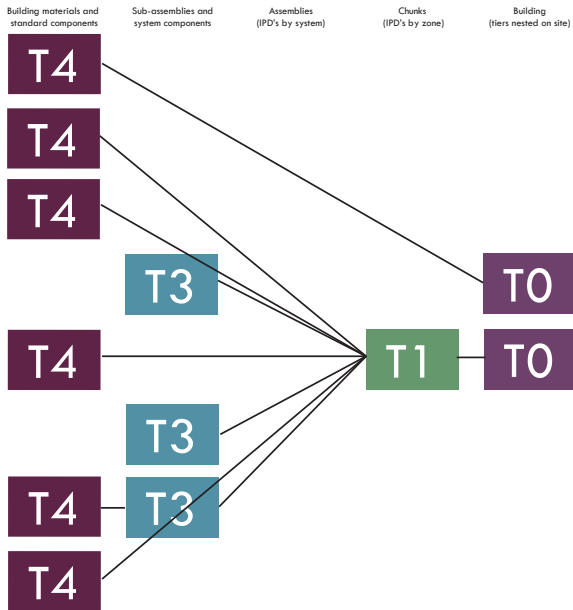 Building materials and
standard components
Sub-assemblies and
system components
Assemblies
(IPD's by system)
Chunks
(IPD's by zone)
Building
(tiers nested on site)
T4
T4
T4
T3
T0
T4
T1
T0
T3
T4
T3
T4